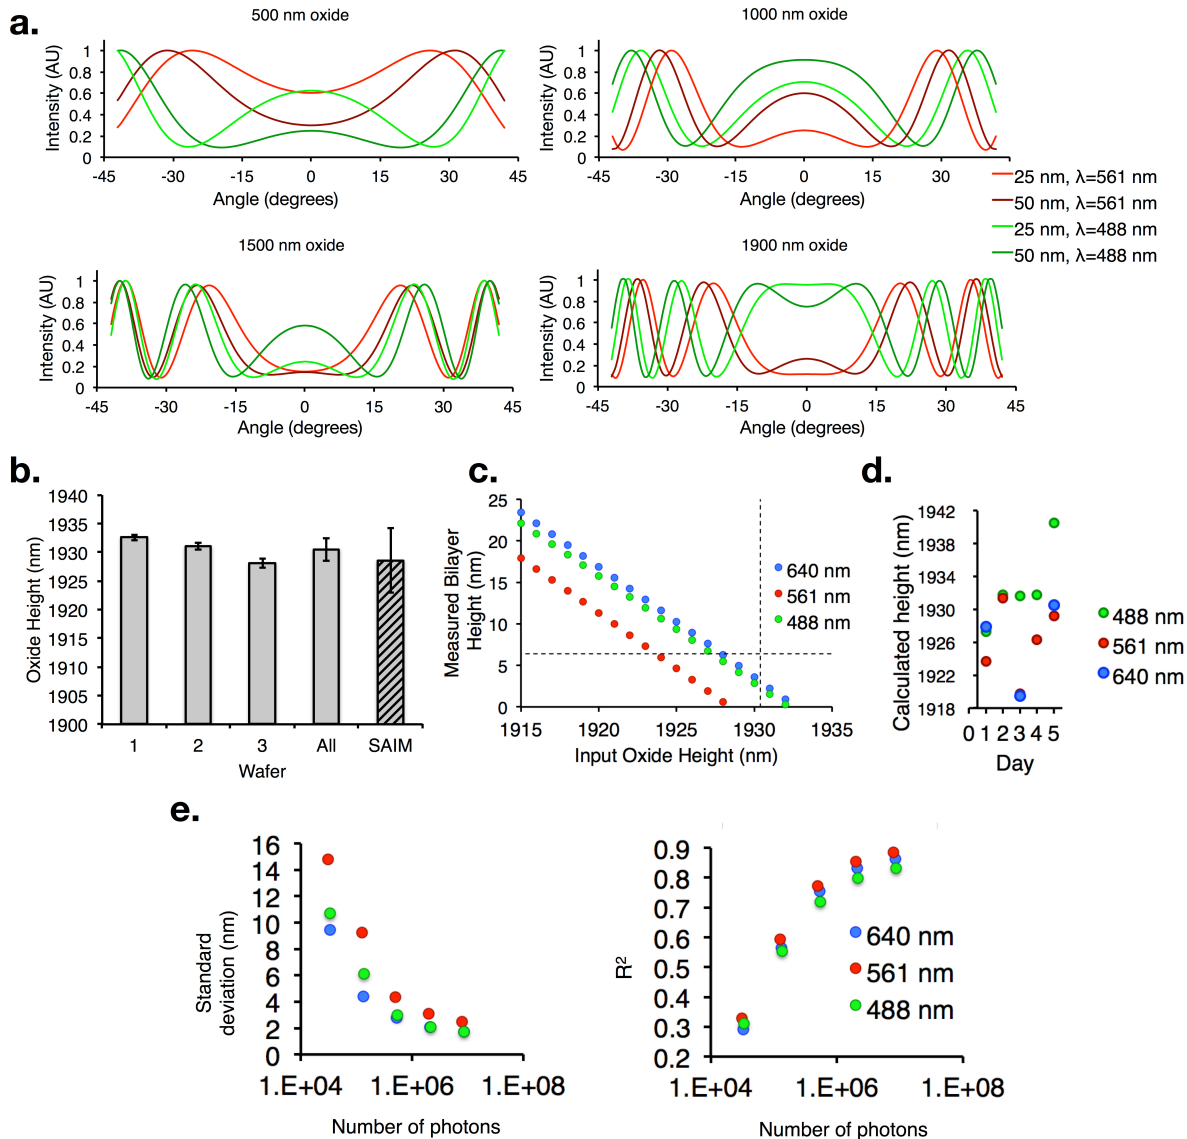 a.
500 nm oxide
1000 nm oxide
Intensity (AU)
1
0.8
0.6
0.4
0.2
0
-45 -30 -15 0 15 30 45
Angle (degrees)
Intensity (AU)
1
0.8
0.6
0.4
0.2
0
-45 -30 -15 0 15 30 45
Angle (degrees)
25 nm, λ=561 nm
50 nm, λ=561 nm
25 nm, λ=488 nm
50 nm, λ=488 nm
1500 nm oxide
1900 nm oxide
Intensity (AU)
1
0.8
0.6
0.4
0.2
0
-45 -30 -15 0 15 30 45
Angle (degrees)
Intensity (AU)
1
0.8
0.6
0.4
0.2
0
-45 -30 -15 0 15 30 45
Angle (degrees)
b.
Oxide Height (nm)
1940
1935
1930
1925
1920
1915
1910
1905
1900
1 2 3 All SAIM
Wafer
c.
Measured Bilayer
Height (nm)
25
20
15
10
5
0
1915 1920 1925 1930 1935
Input Oxide Height (nm)
640 nm
561 nm
488 nm
d.
Calculated height (nm)
1942
1938
1934
1930
1926
1922
1918
0 1 2 3 4 5
Day
488 nm
561 nm
640 nm
e.
Standard
deviation (nm)
16
14
12
10
8
6
4
2
0
1.E+04 1.E+06 1.E+08
Number of photons
R²
0.9
0.8
0.7
0.6
0.5
0.4
0.3
0.2
1.E+04 1.E+06 1.E+08
Number of photons
640 nm
561 nm
488 nm